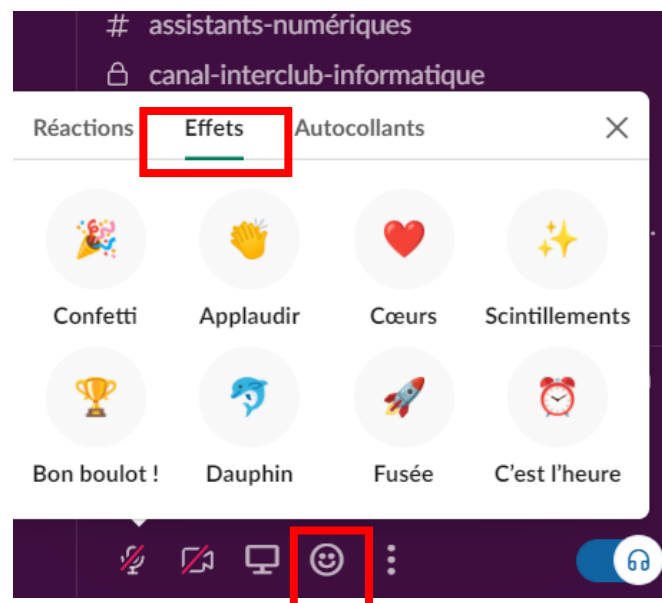 # assistants-numériques
canal-interclub-informatique
Réactions Effets Autocollants
Confetti Applaudir Cœurs Scintillements
Bon boulot ! Dauphin Fusée C'est l'heure